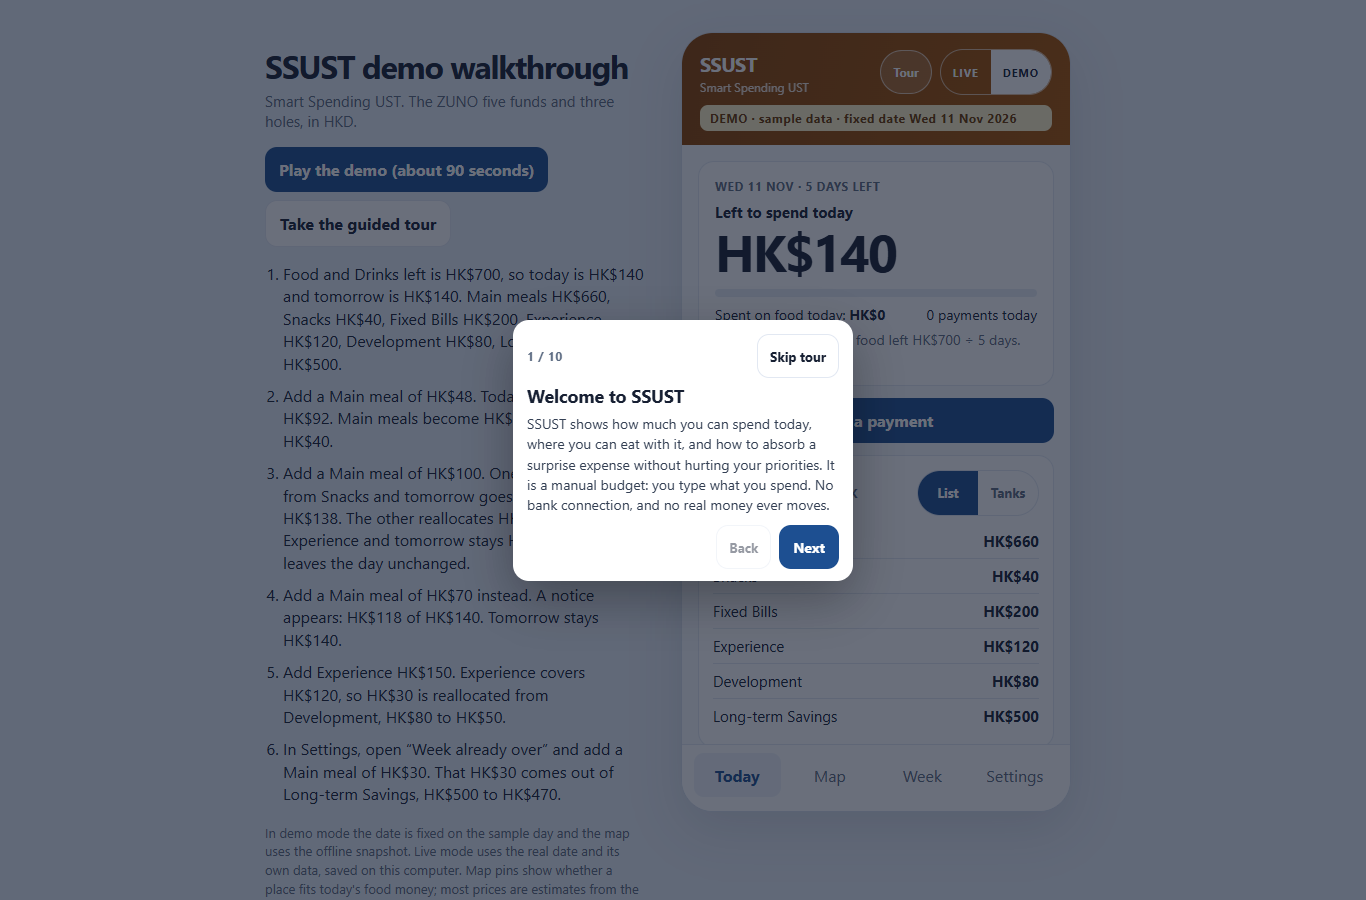 SSUST demo walkthrough
Smart Spending UST. The ZUNO five funds and three
holes, in HKD.
Play the demo (about 90 seconds)
Take the guided tour
1. Food and Drinks left is HK$700, so today is HK$140
and tomorrow is HK$140. Main meals HK$660,
Snacks HK$40, Fixed Bills HK$200, Experience
HK$120, Development HK$80, Lo
HK$500.
2. Add a Main meal of HK$48. Toda
HK$92. Main meals become HK$
HK$40.
3. Add a Main meal of HK$100. One
from Snacks and tomorrow goes
HK$138. The other reallocates H
Experience and tomorrow stays H
leaves the day unchanged.
4. Add a Main meal of HK$70 instead. A notice
appears: HK$118 of HK$140. Tomorrow stays
HK$140.
5. Add Experience HK$150. Experience covers
HK$120, so HK$30 is reallocated from
Development, HK$80 to HK$50.
6. In Settings, open “Week already over” and add a
Main meal of HK$30. That HK$30 comes out of
Long-term Savings, HK$500 to HK$470.
In demo mode the date is fixed on the sample day and the map
uses the offline snapshot. Live mode uses the real date and its
own data, saved on this computer. Map pins show whether a
place fits today's food money; most prices are estimates from the
1 / 10
Skip tour
Welcome to SSUST
SSUST shows how much you can spend today,
where you can eat with it, and how to absorb a
surprise expense without hurting your priorities. It
is a manual budget: you type what you spend. No
bank connection, and no real money ever moves.
Back
Next
SSUST
Smart Spending UST
Tour
LIVE
DEMO
DEMO · sample data · fixed date Wed 11 Nov 2026
WED 11 NOV · 5 DAYS LEFT
Left to spend today
HK$140
Spent on food today: HK$0
0 payments today
food left HK$700 ÷ 5 days.
a payment
List
Tanks
HK$660
HK$40
Fixed Bills
HK$200
Experience
HK$120
Development
HK$80
Long-term Savings
HK$500
Today
Map
Week
Settings